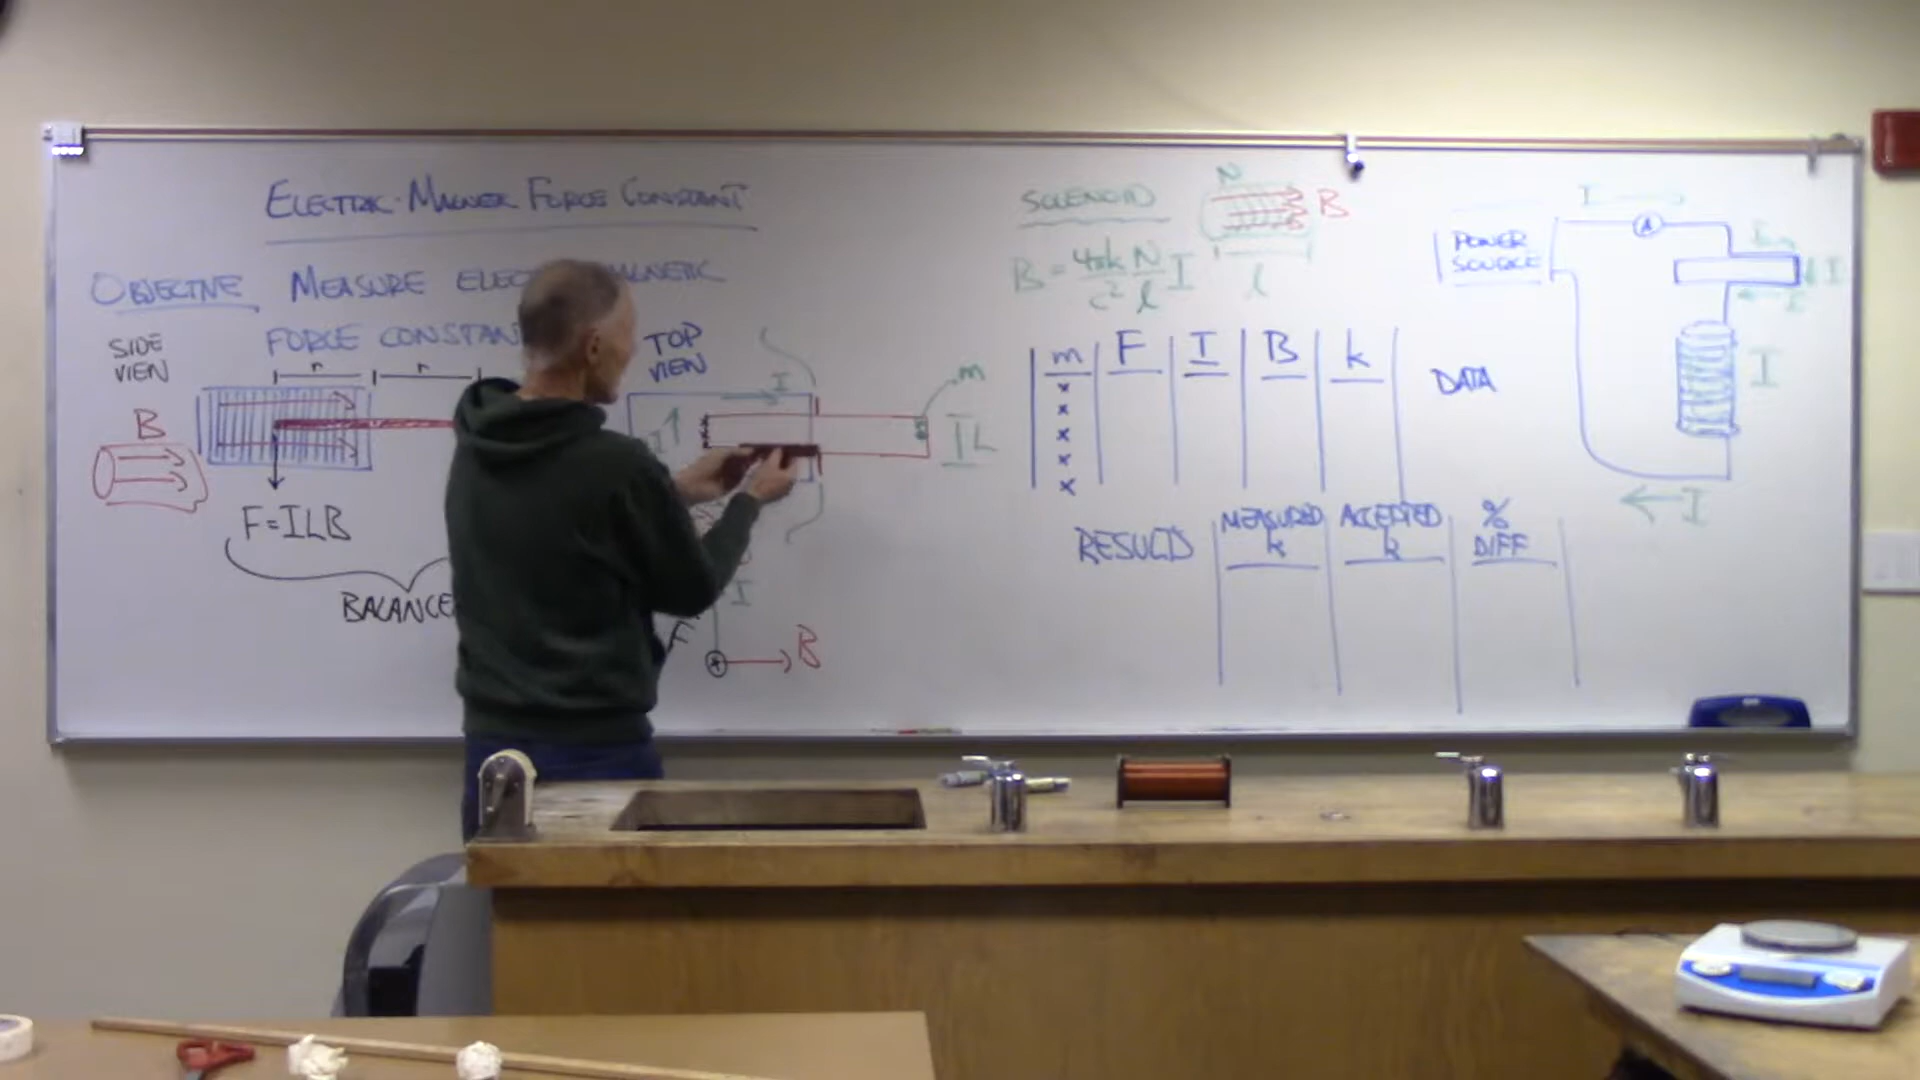 ELECTRIC-MAGNETIC FORCE CONSTANT
OBJECTIVE MEASURE
FORCE CONSTAN
SIDE
VIEW
r r
B
F=ILB
BALANCE
TOP
VIEW
I
m
I
IL
I
F
B
SOLENOID
N
B
B = 4πk/c² N/l I
l
m F I B k
x
x
x
x
x
DATA
RESULTS
MEASURED k
ACCEPTED k
% DIFF
I
A
POWER
SOURCE
I
I
I
I